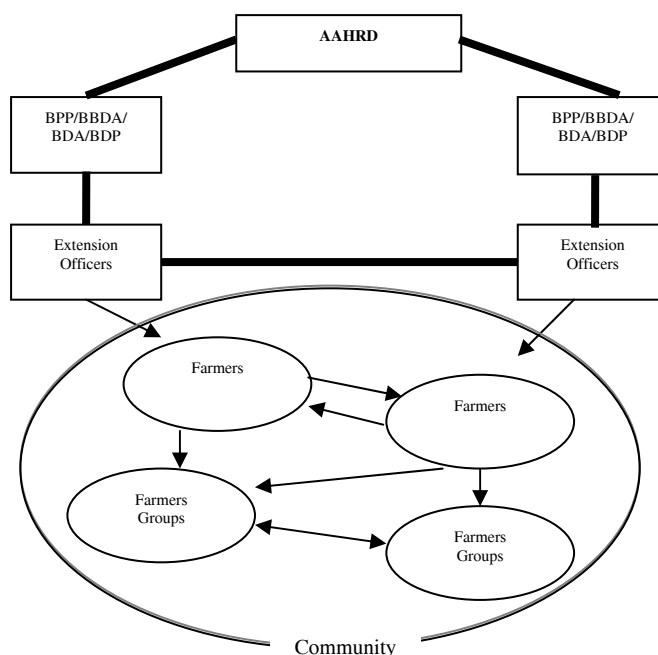 AAHRD
BPP/BBDA/
BDA/BDP
BPP/BBDA/
BDA/BDP
Extension
Officers
Extension
Officers
Farmers
Farmers
Farmers
Groups
Farmers
Groups
Community